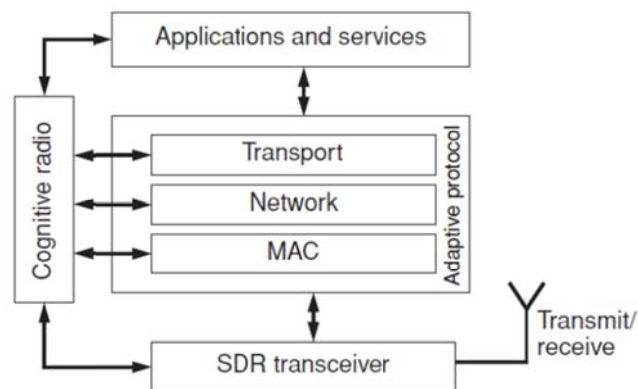 Applications and services
Cognitive radio
Transport
Network
MAC
Adaptive protocol
SDR transceiver
Transmit/
receive